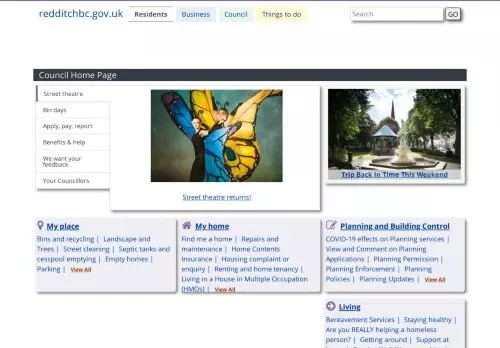 redditchbc.gov.uk
Residents
Business
Council
Things to do
Search
GO
Council Home Page
Street theatre
Bin days
Apply, pay, report
Benefits & help
We want your
feedback
Your Councillors
Street theatre returns!
Trip Back In Time This Weekend
My place
Bins and recycling | Landscape and
Trees | Street cleaning | Septic tanks and
cesspool emptying | Empty homes |
Parking | View All
My home
Find me a home | Repairs and
maintenance | Home Contents
Insurance | Housing complaint or
enquiry | Renting and home tenancy |
Living in a House in Multiple Occupation
(HMOs) | View All
Planning and Building Control
COVID-19 effects on Planning services |
View and Comment on Planning
Applications | Planning Permission |
Planning Enforcement | Planning
Policies | Planning Updates | View All
Living
Bereavement Services | Staying healthy |
Are you REALLY helping a homeless
person? | Getting around | Support at